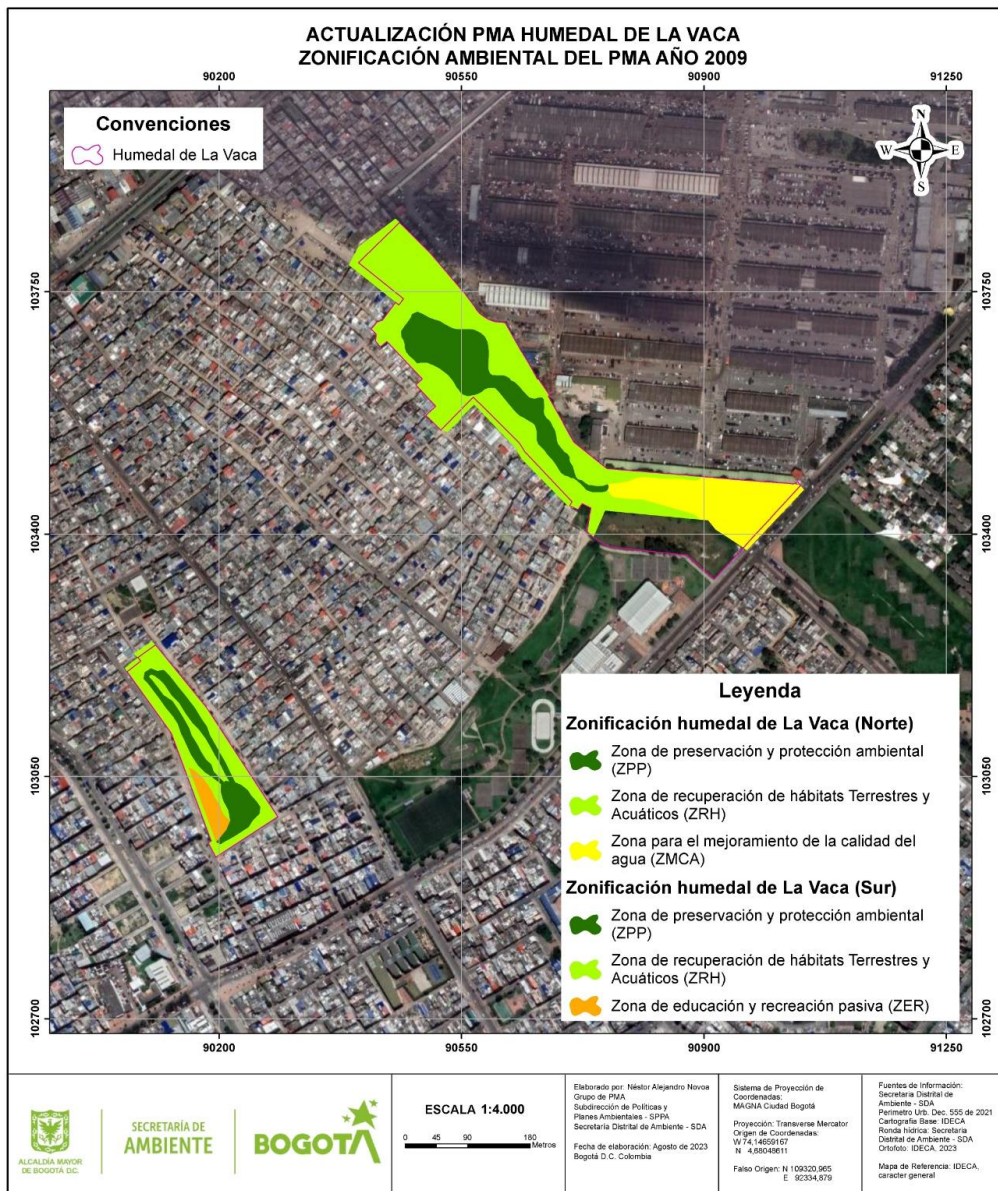 ACTUALIZACIÓN PMA HUMEDAL DE LA VACA
ZONIFICACIÓN AMBIENTAL DEL PMA AÑO 2009
90200 90550 90900 91250
Convenciones
Humedal de La Vaca
N
W E
S
103750 103750
103400 103400
103050 103050
102700 102700
Leyenda
Zonificación humedal de La Vaca (Norte)
Zona de preservación y protección ambiental
(ZPP)
Zona de recuperación de hábitats Terrestres y
Acuáticos (ZRH)
Zona para el mejoramiento de la calidad del
agua (ZMCA)
Zonificación humedal de La Vaca (Sur)
Zona de preservación y protección ambiental
(ZPP)
Zona de recuperación de hábitats Terrestres y
Acuáticos (ZRH)
Zona de educación y recreación pasiva (ZER)
90200 90550 90900 91250
ALCALDÍA MAYOR
DE BOGOTÁ D.C.
SECRETARÍA DE
AMBIENTE
BOGOTÁ
ESCALA 1:4.000
0 45 90 180
Metros
Elaborado por: Néstor Alejandro Novoa
Grupo de PMA
Subdirección de Políticas y
Planes Ambientales - SPPA
Secretaria Distrital de Ambiente - SDA
Fecha de elaboración: Agosto de 2023
Bogotá D.C. Colombia
Sistema de Proyección de
Coordenadas:
MAGNA Ciudad Bogotá
Proyección: Transverse Mercator
Origen de Coordenadas:
W 74,14659167
N 4,68048611
Falso Origen: N 109320,965
E 92334,879
Fuentes de Información:
Secretaria Distrital de
Ambiente - SDA
Perimetro Urb. Dec. 555 de 2021
Cartografía Base: IDECA
Ronda hídrica: Secretaria
Distrital de Ambiente - SDA
Ortofoto: IDECA, 2023
Mapa de Referencia: IDECA,
caracter general